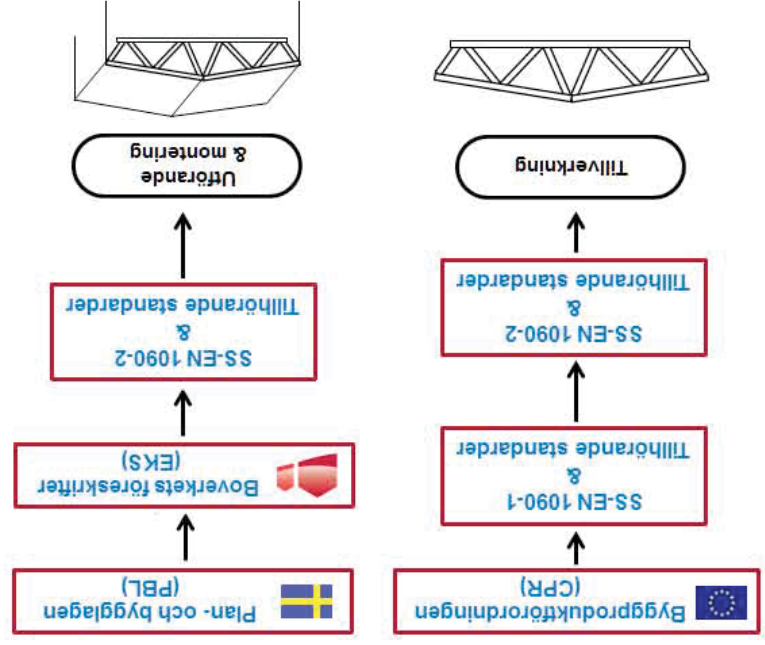 Byggproduktförordningen
(CPR)
SS-EN 1090-1
&
Tillhörande standarder
SS-EN 1090-2
&
Tillhörande standarder
Tillverkning
Plan- och bygglagen
(PBL)
Boverkets föreskrifter
(EKS)
SS-EN 1090-2
&
Tillhörande standarder
Utförande
& montering